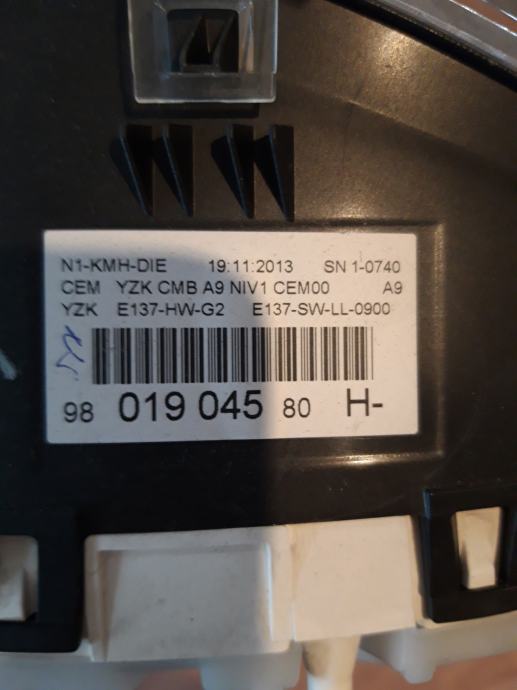 N1-KMH-DIE 19:11:2013 SN 1-0740
CEM YZK CMB A9 NIV1 CEM00 A9
YZK E137-HW-G2 E137-SW-LL-0900
98 019 045 80 H-